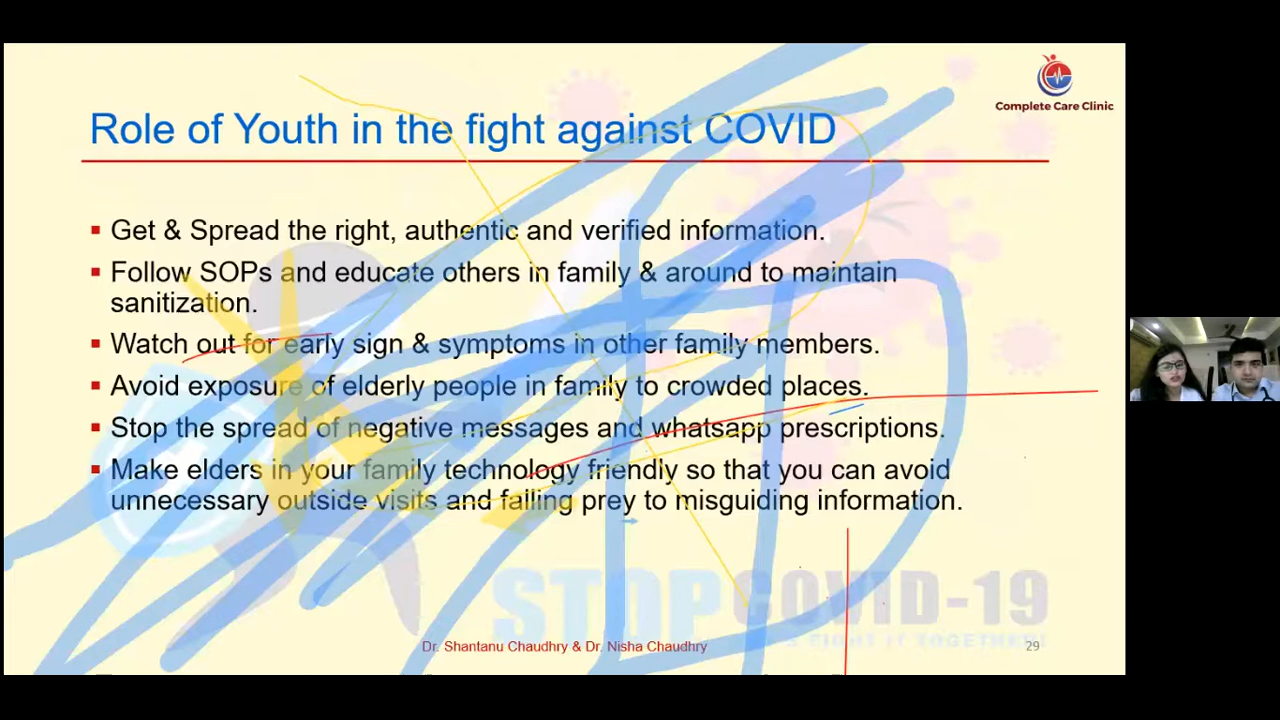 Complete Care Clinic
Role of Youth in the fight against COVID
▪ Get & Spread the right, authentic and verified information.
▪ Follow SOPs and educate others in family & around to maintain
sanitization.
▪ Watch out for early sign & symptoms in other family members.
▪ Avoid exposure of elderly people in family to crowded places.
▪ Stop the spread of negative messages and whatsapp prescriptions.
▪ Make elders in your family technology friendly so that you can avoid
unnecessary outside visits and falling prey to misguiding information.
STOP COVID-19
FIGHT IT TOGETHER!
Dr. Shantanu Chaudhry & Dr. Nisha Chaudhry
29